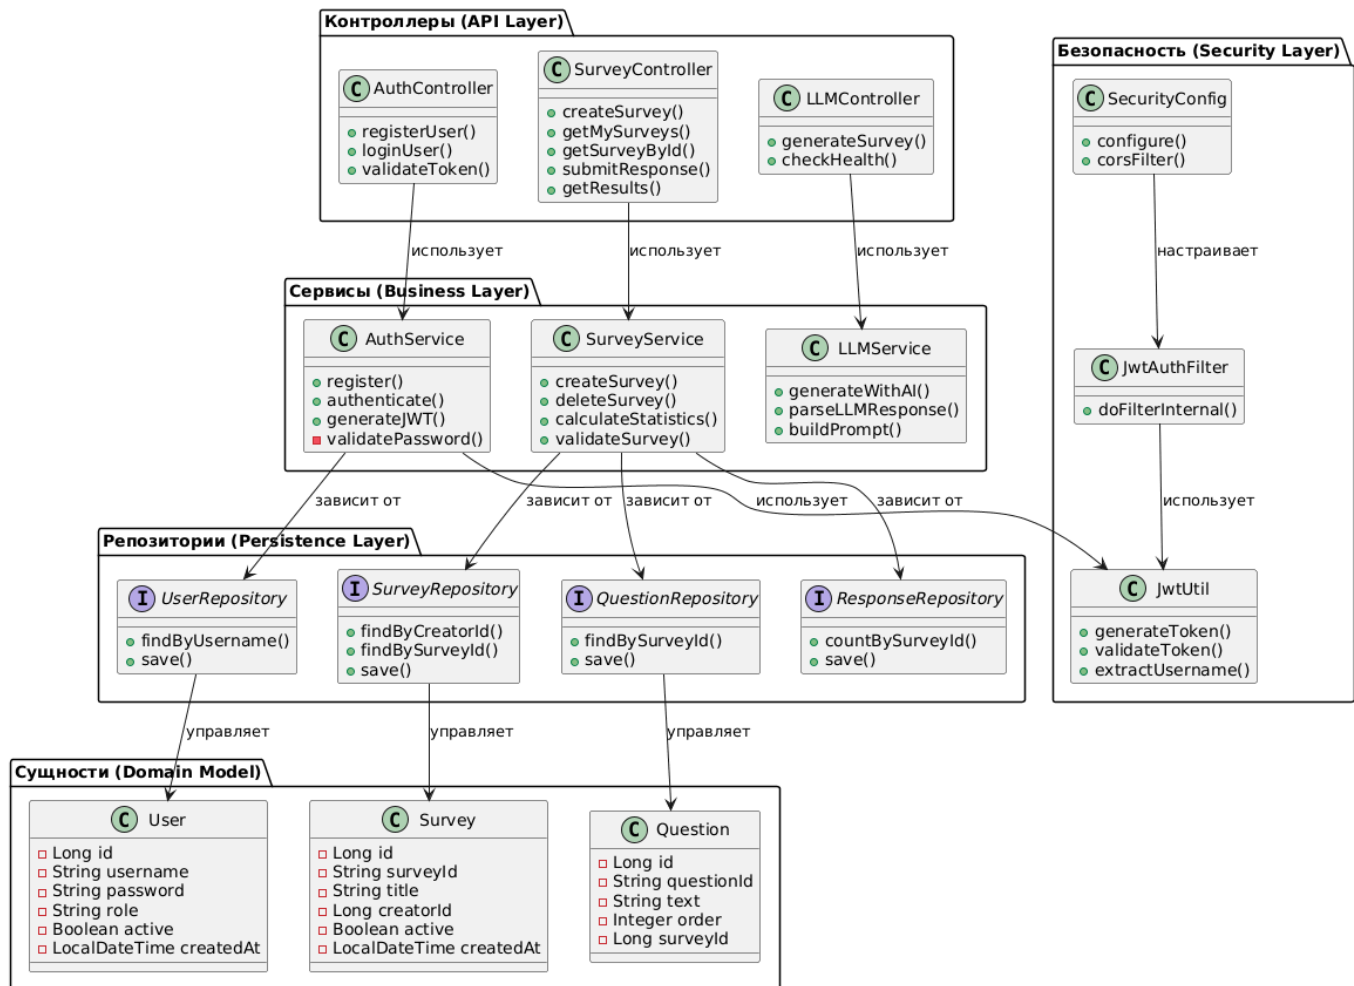 Контроллеры (API Layer)
C AuthController
registerUser()
loginUser()
validateToken()
C SurveyController
createSurvey()
getMySurveys()
getSurveyById()
submitResponse()
getResults()
C LLMController
generateSurvey()
checkHealth()
Безопасность (Security Layer)
C SecurityConfig
configure()
corsFilter()
использует
использует
использует
настраивает
Сервисы (Business Layer)
C AuthService
register()
authenticate()
generateJWT()
validatePassword()
C SurveyService
createSurvey()
deleteSurvey()
calculateStatistics()
validateSurvey()
C LLMService
generateWithAI()
parseLLMResponse()
buildPrompt()
C JwtAuthFilter
doFilterInternal()
зависит от
зависит от
зависит от
использует
зависит от
использует
Репозитории (Persistence Layer)
I UserRepository
findByUsername()
save()
I SurveyRepository
findByCreatorId()
findBySurveyId()
save()
I QuestionRepository
findBySurveyId()
save()
I ResponseRepository
countBySurveyId()
save()
C JwtUtil
generateToken()
validateToken()
extractUsername()
управляет
управляет
управляет
Сущности (Domain Model)
C User
Long id
String username
String password
String role
Boolean active
LocalDateTime createdAt
C Survey
Long id
String surveyId
String title
Long creatorId
Boolean active
LocalDateTime createdAt
C Question
Long id
String questionId
String text
Integer order
Long surveyId